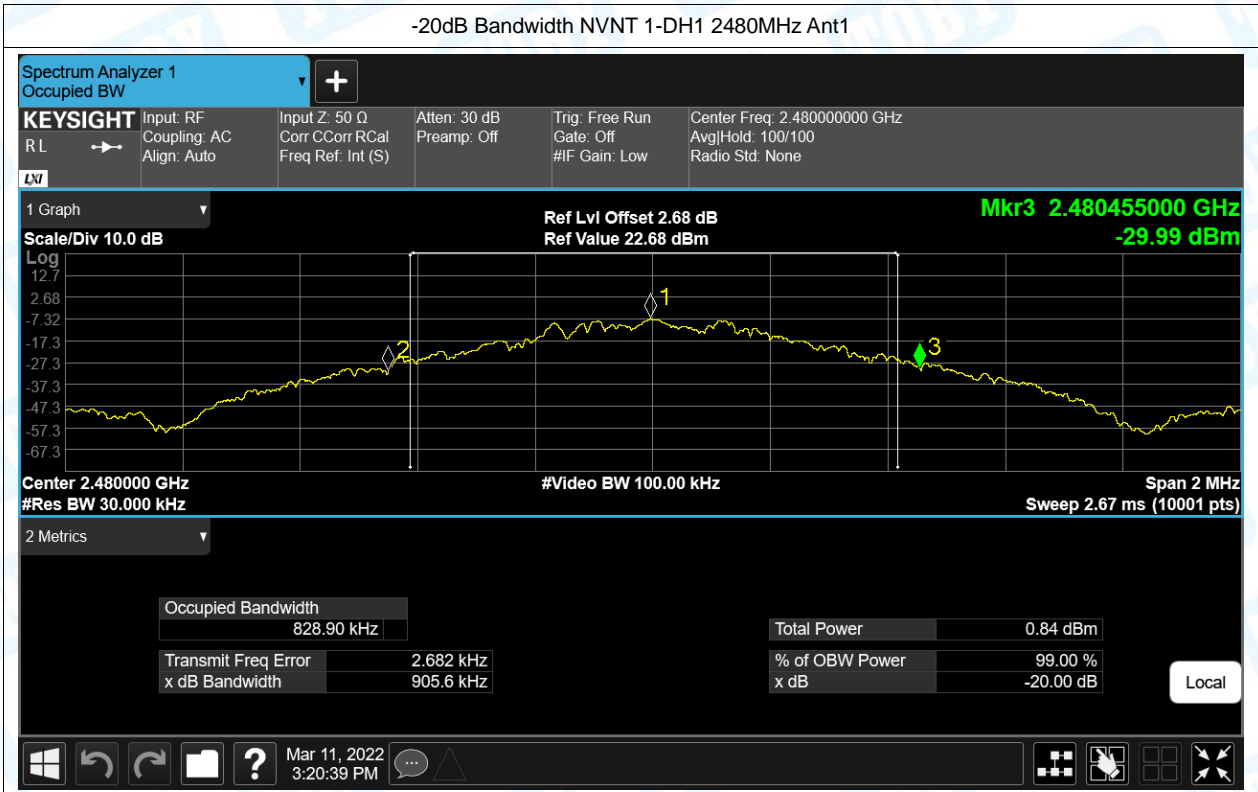 -20dB Bandwidth NVNT 1-DH1 2480MHz Ant1
Spectrum Analyzer 1
Occupied BW
KEYSIGHT
RL
LXI
Input: RF
Coupling: AC
Align: Auto
Input Z: 50 Ω
Corr CCorr RCal
Freq Ref: Int (S)
Atten: 30 dB
Preamp: Off
Trig: Free Run
Gate: Off
#IF Gain: Low
Center Freq: 2.480000000 GHz
Avg|Hold: 100/100
Radio Std: None
1 Graph
Scale/Div 10.0 dB
Ref Lvl Offset 2.68 dB
Ref Value 22.68 dBm
Mkr3 2.480455000 GHz
-29.99 dBm
Log
12.7
2.68
-7.32
-17.3
-27.3
-37.3
-47.3
-57.3
-67.3
1
2
3
Center 2.480000 GHz
#Res BW 30.000 kHz
#Video BW 100.00 kHz
Span 2 MHz
Sweep 2.67 ms (10001 pts)
2 Metrics
Occupied Bandwidth
828.90 kHz
Transmit Freq Error 2.682 kHz
x dB Bandwidth 905.6 kHz
Total Power 0.84 dBm
% of OBW Power 99.00 %
x dB -20.00 dB
Local
?
Mar 11, 2022
3:20:39 PM